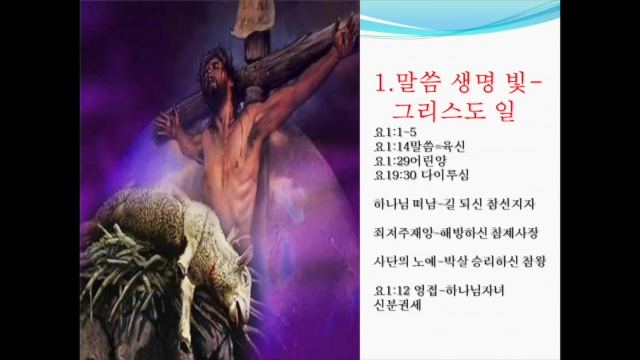 1.말씀 생명 빛-
그리스도 일
요1:1-5
요1:14말씀=육신
요1:29어린양
요19:30 다이루심
하나님 떠남-길 되신 참선지자
죄저주재앙-해방하신 참제사장
사단의 노예-박살 승리하신 참왕
요1:12 영접-하나님자녀
신분권세